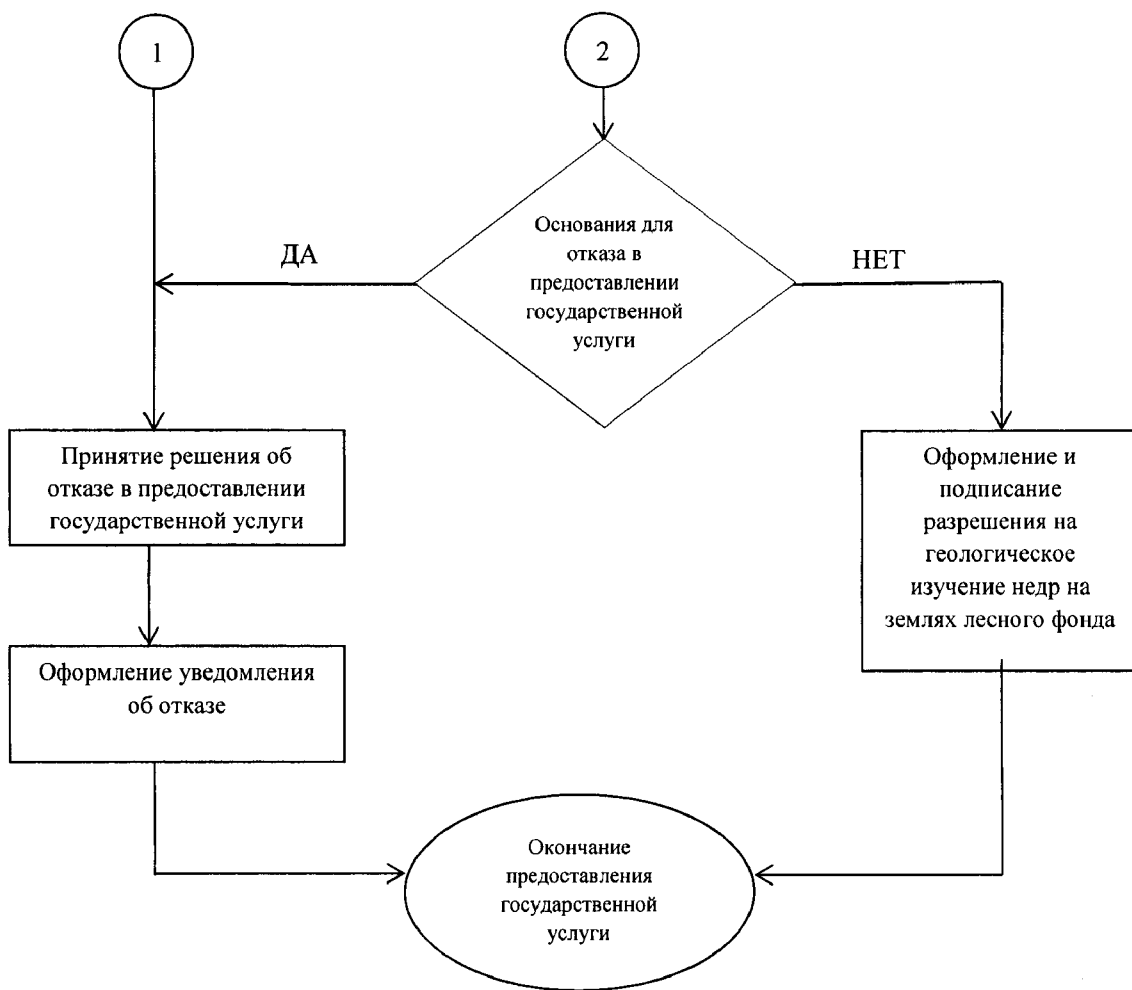 1
2
Основания для
отказа в
предоставлении
государственной
услуги
ДА
НЕТ
Принятие решения об
отказе в предоставлении
государственной услуги
Оформление и
подписание
разрешения на
геологическое
изучение недр на
землях лесного фонда
Оформление уведомления
об отказе
Окончание
предоставления
государственной
услуги